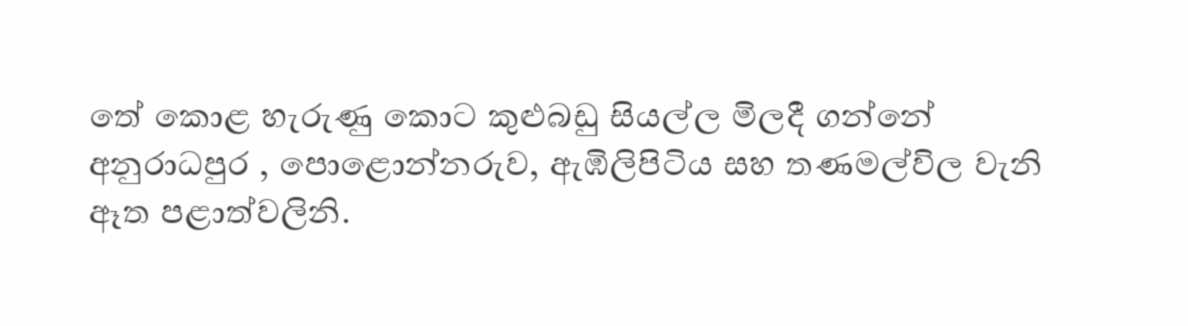 තේ කොළ හැරුණු කොට කුළුබඩු සියල්ල මිලදී ගන්නේ
අනුරාධපුර , පොළොන්නරුව, ඇඹිලිපිටිය සහ තණමල්විල වැනි
ඈත පළාත්වලිනි.